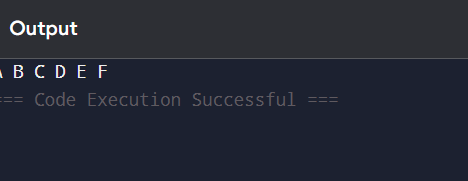 Output
A B C D E F
=== Code Execution Successful ===